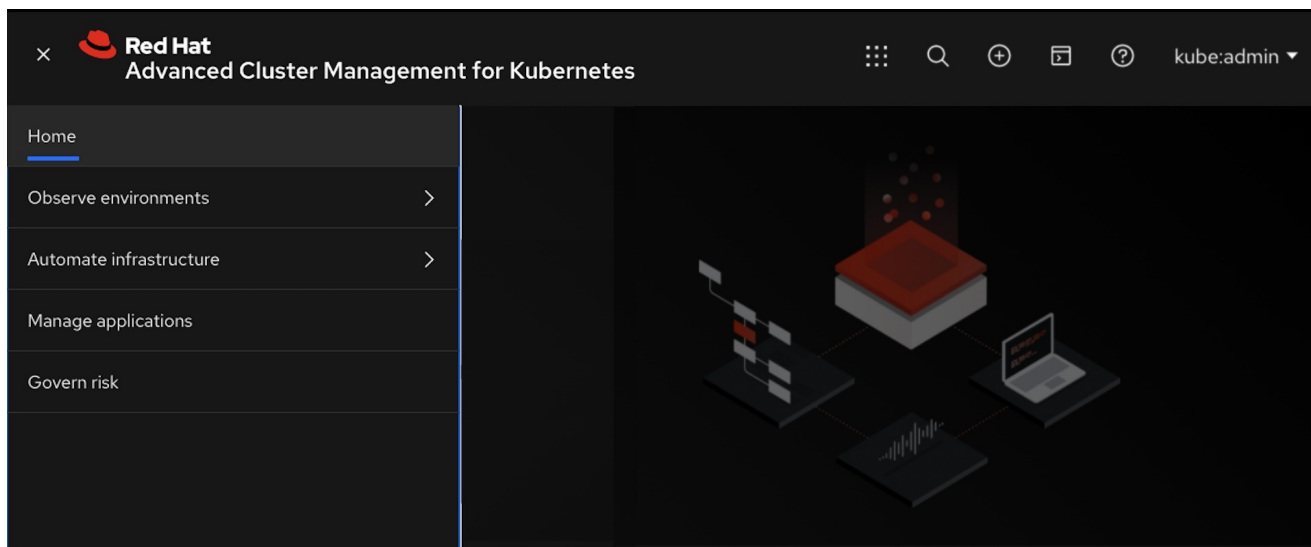 Red Hat
Advanced Cluster Management for Kubernetes
kube:admin
Home
Observe environments
Automate infrastructure
Manage applications
Govern risk